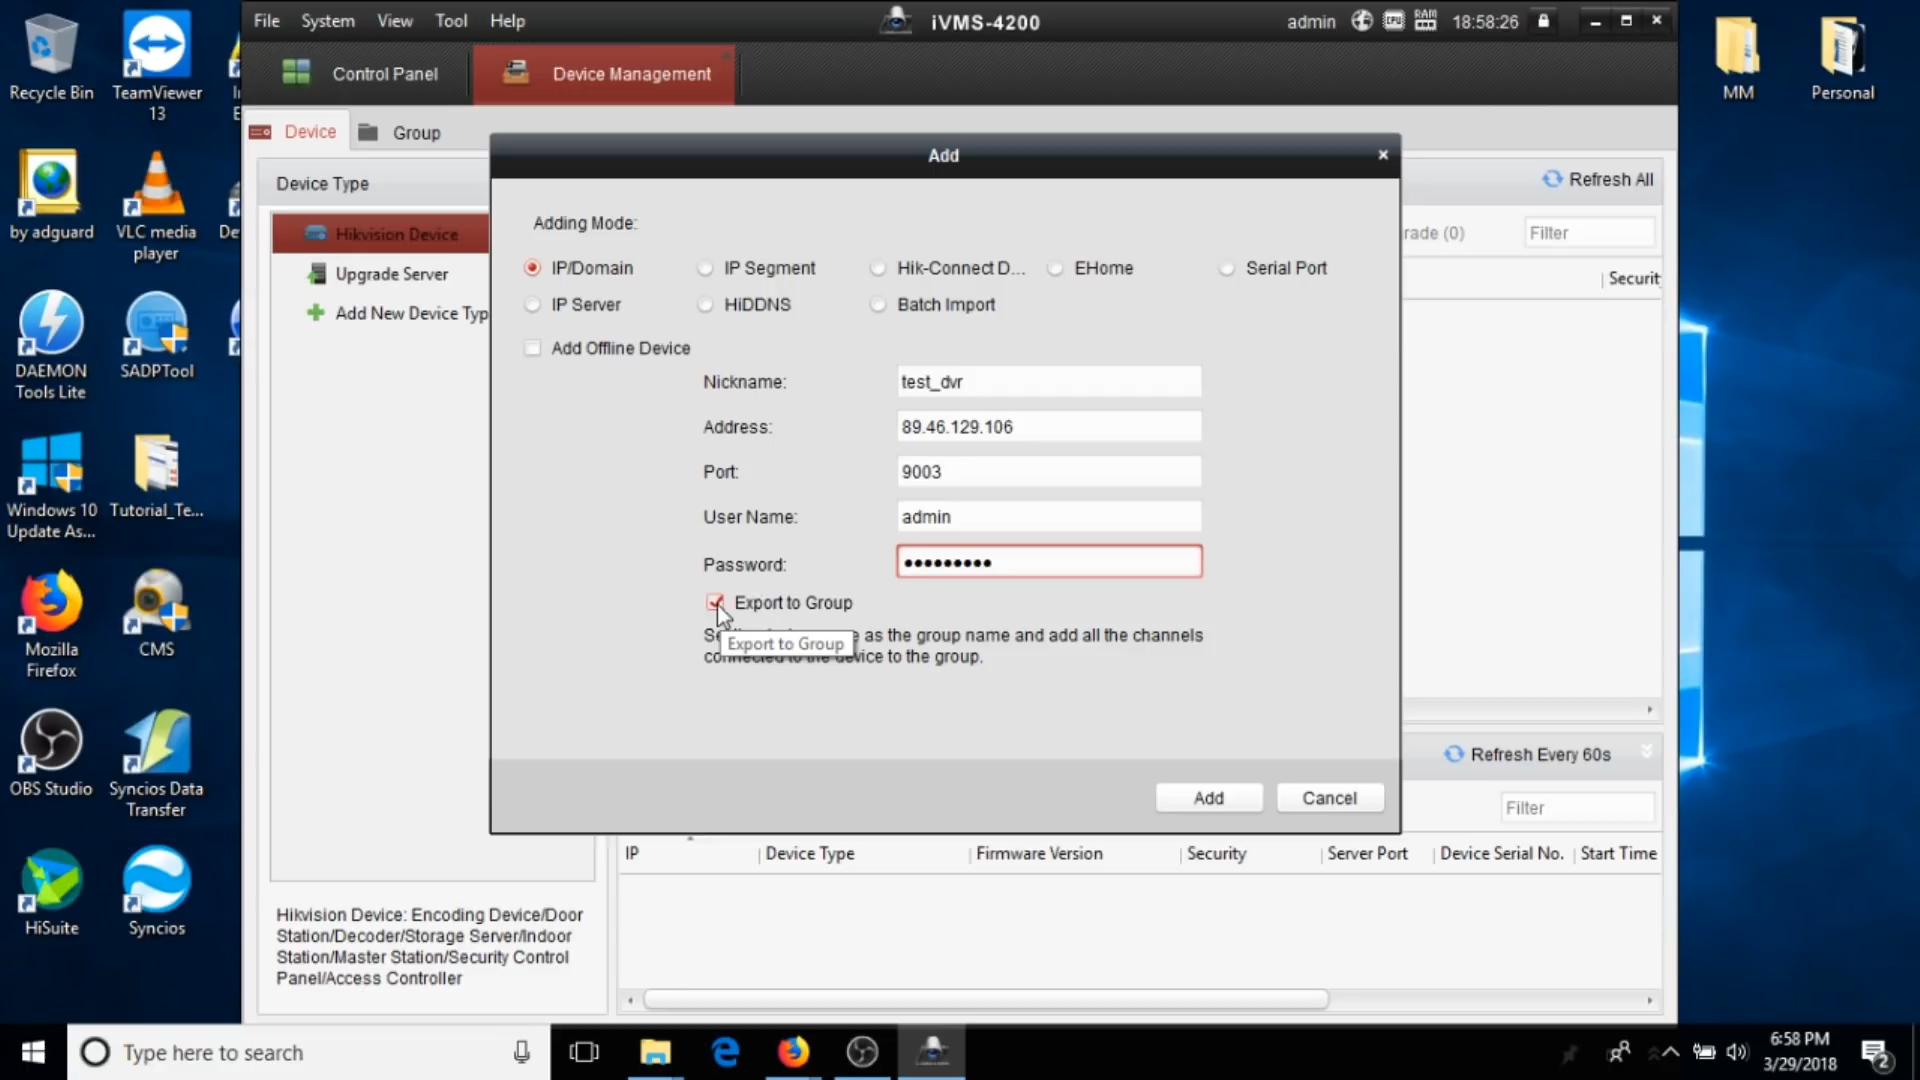 File System View Tool Help
iVMS-4200
admin CPU RAM 18:58:26
Control Panel
Device Management
Device
Group
Device Type
Hikvision Device
Upgrade Server
Add New Device Typ
Hikvision Device: Encoding Device/Door
Station/Decoder/Storage Server/Indoor
Station/Master Station/Security Control
Panel/Access Controller
Refresh All
rade (0)
Filter
Securit
Add
Adding Mode:
IP/Domain
IP Segment
Hik-Connect D...
EHome
Serial Port
IP Server
HiDDNS
Batch Import
Add Offline Device
Nickname: test_dvr
Address: 89.46.129.106
Port: 9003
User Name: admin
Password: •••••••••
Export to Group
as the group name and add all the channels
Export to Group
device to the group.
Add
Cancel
Refresh Every 60s
Filter
IP
Device Type
Firmware Version
Security
Server Port
Device Serial No.
Start Time
Recycle Bin
TeamViewer
13
by adguard
VLC media
player
DAEMON
Tools Lite
SADPTool
Windows 10
Update As...
Tutorial_Te...
Mozilla
Firefox
CMS
OBS Studio
Syncios Data
Transfer
HiSuite
Syncios
MM
Personal
Type here to search
6:58 PM
3/29/2018
2